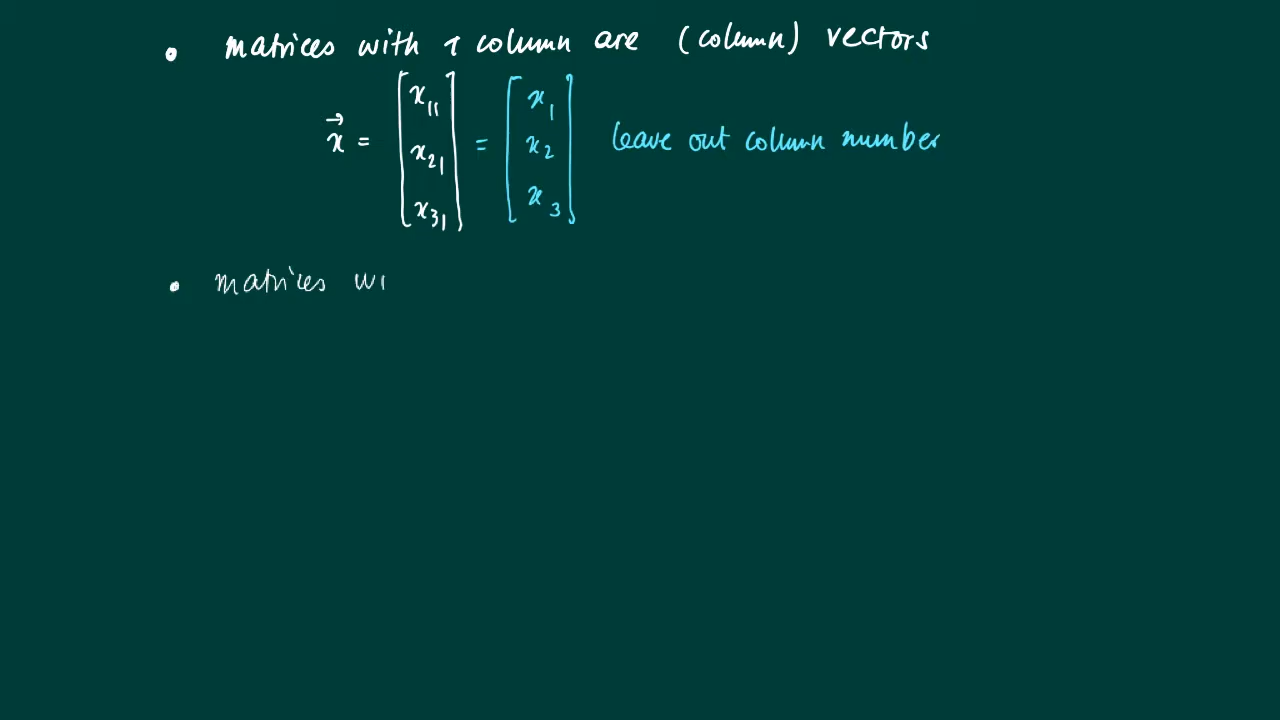 • matrices with 1 column are (column) vectors
x⃗ = [x₁₁ x₂₁ x₃₁] = [x₁ x₂ x₃] leave out column number
• matrices wi